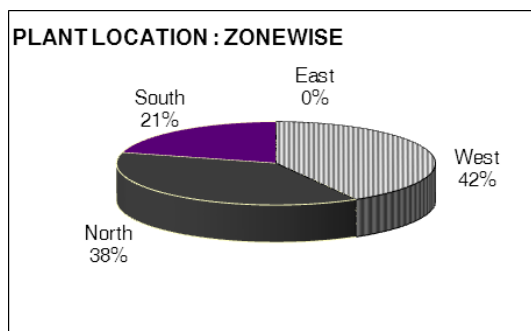 PLANT LOCATION : ZONEWISE
East
0%
South
21%
West
42%
North
38%